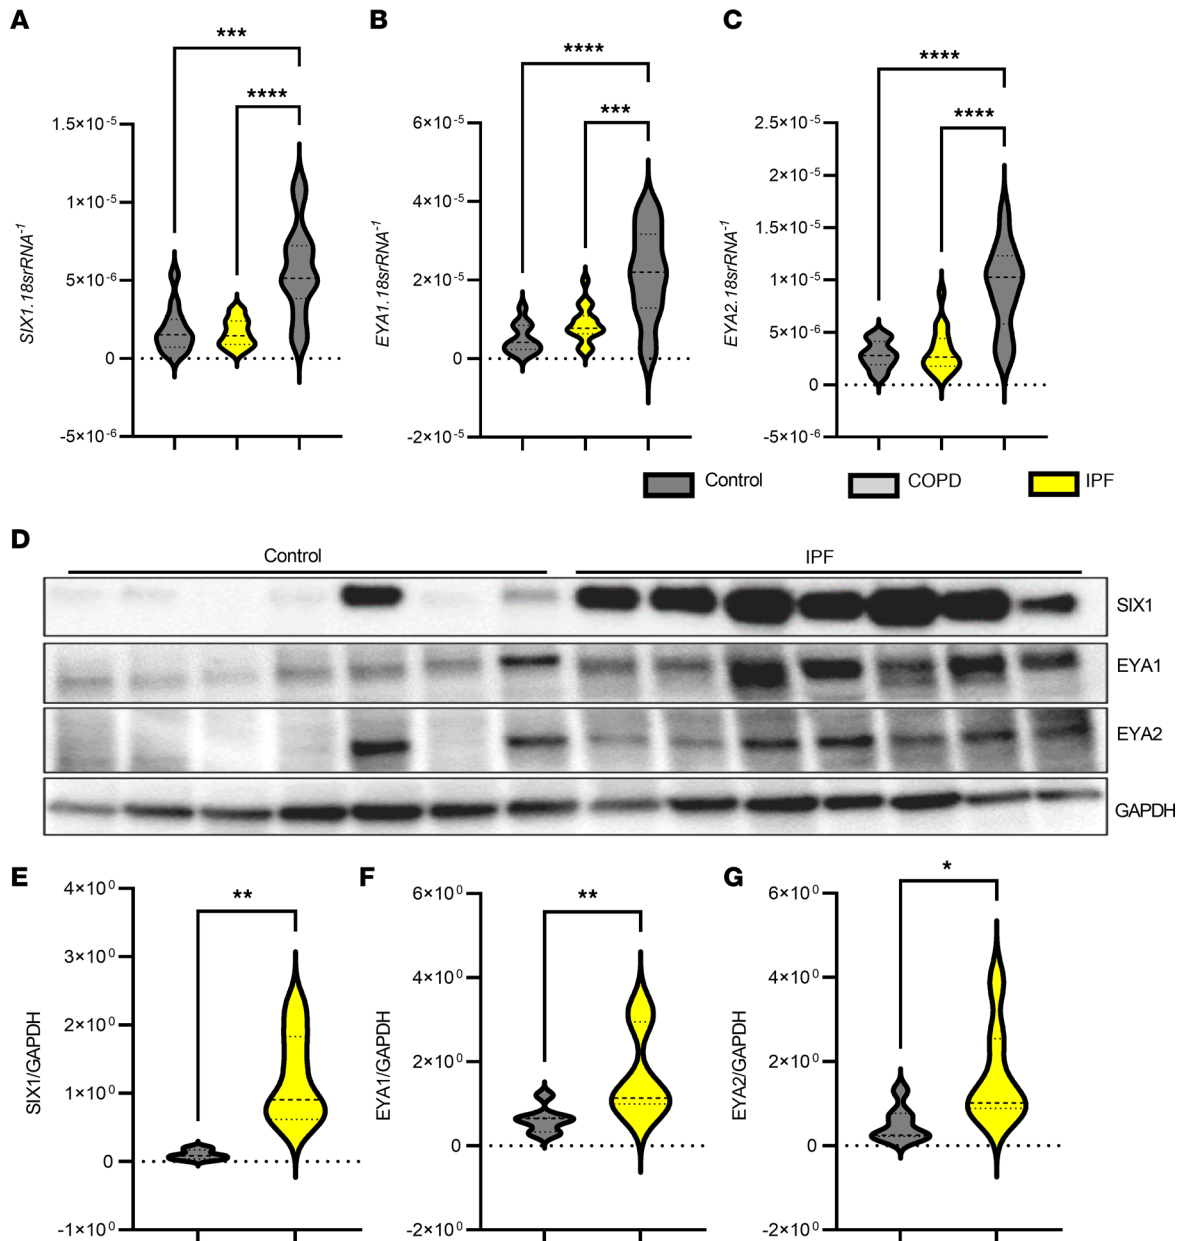 A
B
C
***
****
1.5×10⁻⁵
1×10⁻⁵
5×10⁻⁶
0
-5×10⁻⁶
SIX1.18srRNA⁻¹
****
***
6×10⁻⁵
4×10⁻⁵
2×10⁻⁵
0
-2×10⁻⁵
EYA1.18srRNA⁻¹
****
****
2.5×10⁻⁵
2×10⁻⁵
1.5×10⁻⁵
1×10⁻⁵
5×10⁻⁶
0
-5×10⁻⁶
EYA2.18srRNA⁻¹
Control
COPD
IPF
D
Control
IPF
SIX1
EYA1
EYA2
GAPDH
E
**
4×10⁰
3×10⁰
2×10⁰
1×10⁰
0
-1×10⁰
SIX1/GAPDH
F
**
6×10⁰
4×10⁰
2×10⁰
0
-2×10⁰
EYA1/GAPDH
G
*
6×10⁰
4×10⁰
2×10⁰
0
-2×10⁰
EYA2/GAPDH